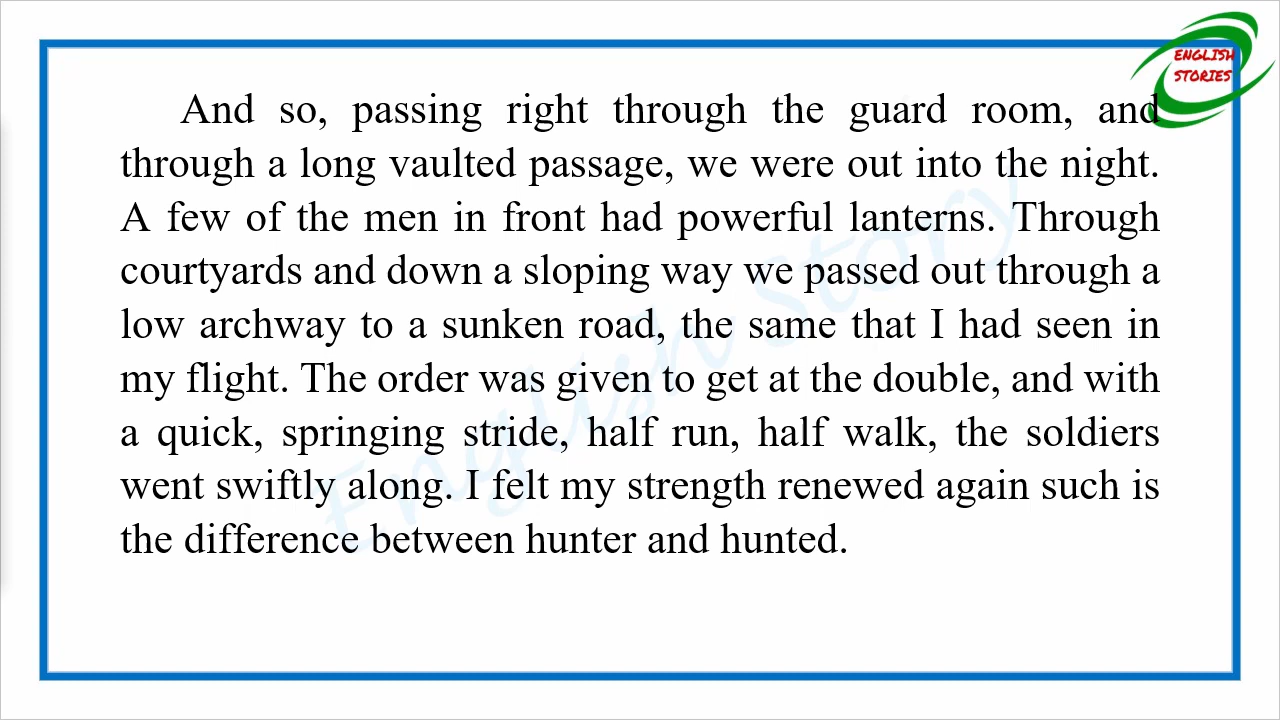 ENGLISH
STORIES
And so, passing right through the guard room, and
through a long vaulted passage, we were out into the night.
A few of the men in front had powerful lanterns. Through
courtyards and down a sloping way we passed out through a
low archway to a sunken road, the same that I had seen in
my flight. The order was given to get at the double, and with
a quick, springing stride, half run, half walk, the soldiers
went swiftly along. I felt my strength renewed again such is
the difference between hunter and hunted.
English Story